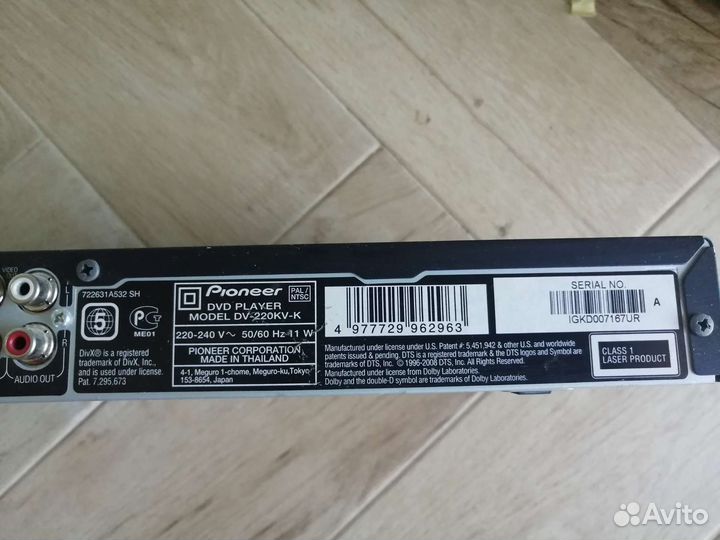 VIDEO
L
R
AUDIO OUT
722631A532 SH
5
ME01
DivX® is a registered
trademark of DivX, Inc.,
and is used under license.
Pat. 7,295,673
Pioneer
PAL/
NTSC
DVD PLAYER
MODEL DV-220KV-K
220-240 V~ 50/60 Hz 11 W
PIONEER CORPORATION
MADE IN THAILAND
4-1, Meguro 1-chome, Meguro-ku, Tokyo
153-8654, Japan
4 977729 962963
Manufactured under license under U.S. Patent #: 5,451,942 & other U.S. and worldwide
patents issued & pending. DTS is a registered trademark & the DTS logos and Symbol are
trademarks of DTS, Inc. © 1996-2008 DTS, Inc. All Rights Reserved.
Manufactured under license from Dolby Laboratories.
Dolby and the double-D symbol are trademarks of Dolby Laboratories.
SERIAL NO.
IGKD007167UR
A
CLASS 1
LASER PRODUCT
Avito